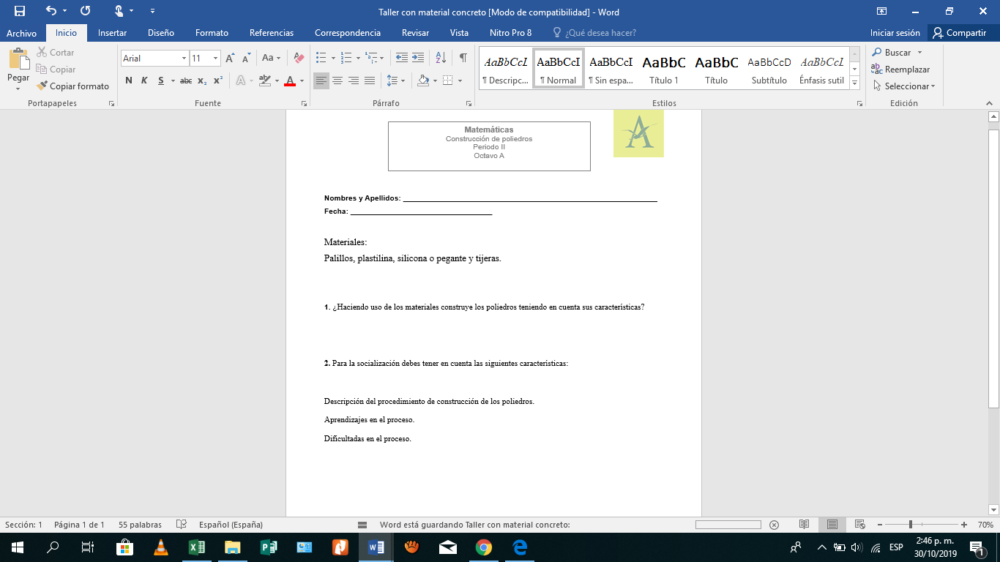 Taller con material concreto [Modo de compatibilidad] - Word
Archivo Inicio Insertar Diseño Formato Referencias Correspondencia Revisar Vista Nitro Pro 8 ¿Qué desea hacer? Iniciar sesión Compartir
Pegar
Cortar
Copiar
Copiar formato
Portapapeles
Arial 11
N K S abc x₂ x²
Fuente
Párrafo
AaBbCcI AaBbCcI AaBbCcI AaBbC AaBbC AaBbCcD AaBbCcI
¶ Descripc... ¶ Normal ¶ Sin espa... Título 1 Título Subtítulo Énfasis sutil
Estilos
Buscar
Reemplazar
Seleccionar
Edición
Matemáticas
Construcción de poliedros
Periodo II
Octavo A
A
Nombres y Apellidos:
Fecha:
Materiales:
Palillos, plastilina, silicona o pegante y tijeras.
1. ¿Haciendo uso de los materiales construye los poliedros teniendo en cuenta sus características?
2. Para la socialización debes tener en cuenta las siguientes características:
Descripción del procedimiento de construcción de los poliedros.
Aprendizajes en el proceso.
Dificultadas en el proceso.
Sección: 1 Página 1 de 1 55 palabras Español (España) Word está guardando Taller con material concreto: 70%
ESP
2:46 p. m.
30/10/2019
1